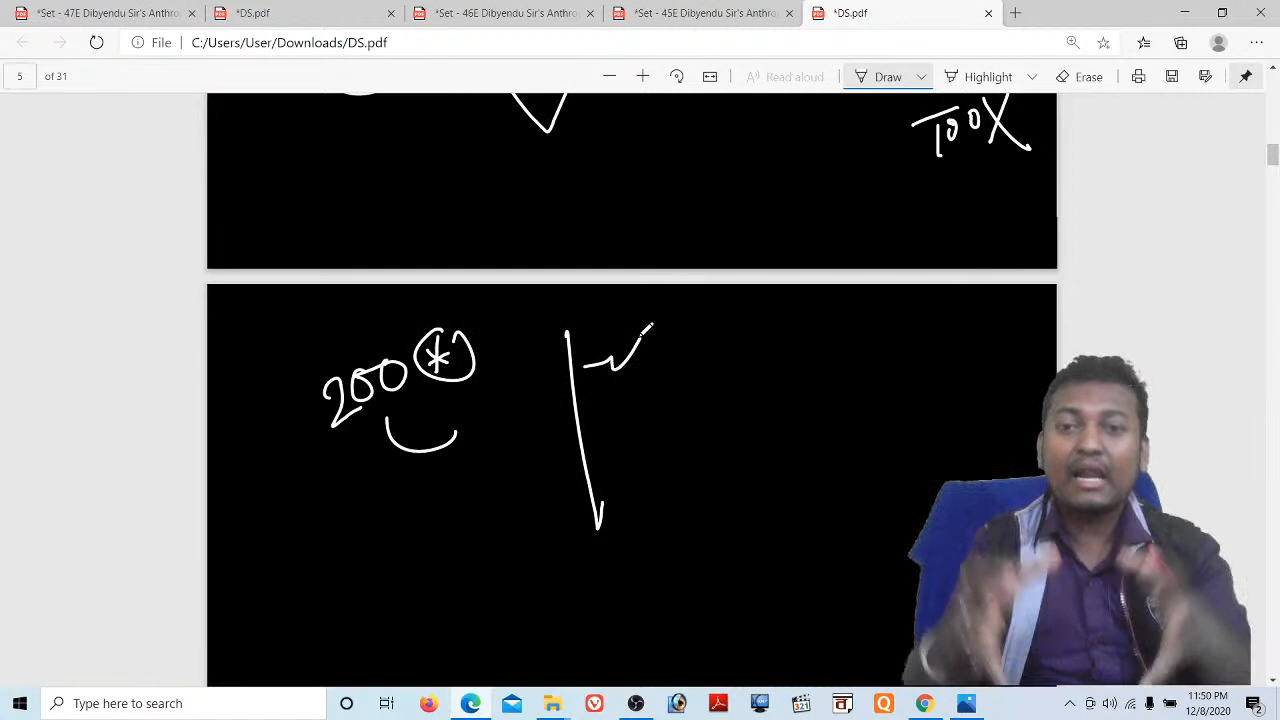 *Set - 47E Dibyendu Sir's Anthro
*DS.pdf
*Set - 46E Dibyendu Sir's Anthrop
*Set - 45E Dibyendu Sir's Anthrop
*DS.pdf
File
C:/Users/User/Downloads/DS.pdf
5
of 31
Read aloud
Draw
Highlight
Erase
100X
200*
Type here to search
11:50 PM
12/8/2020